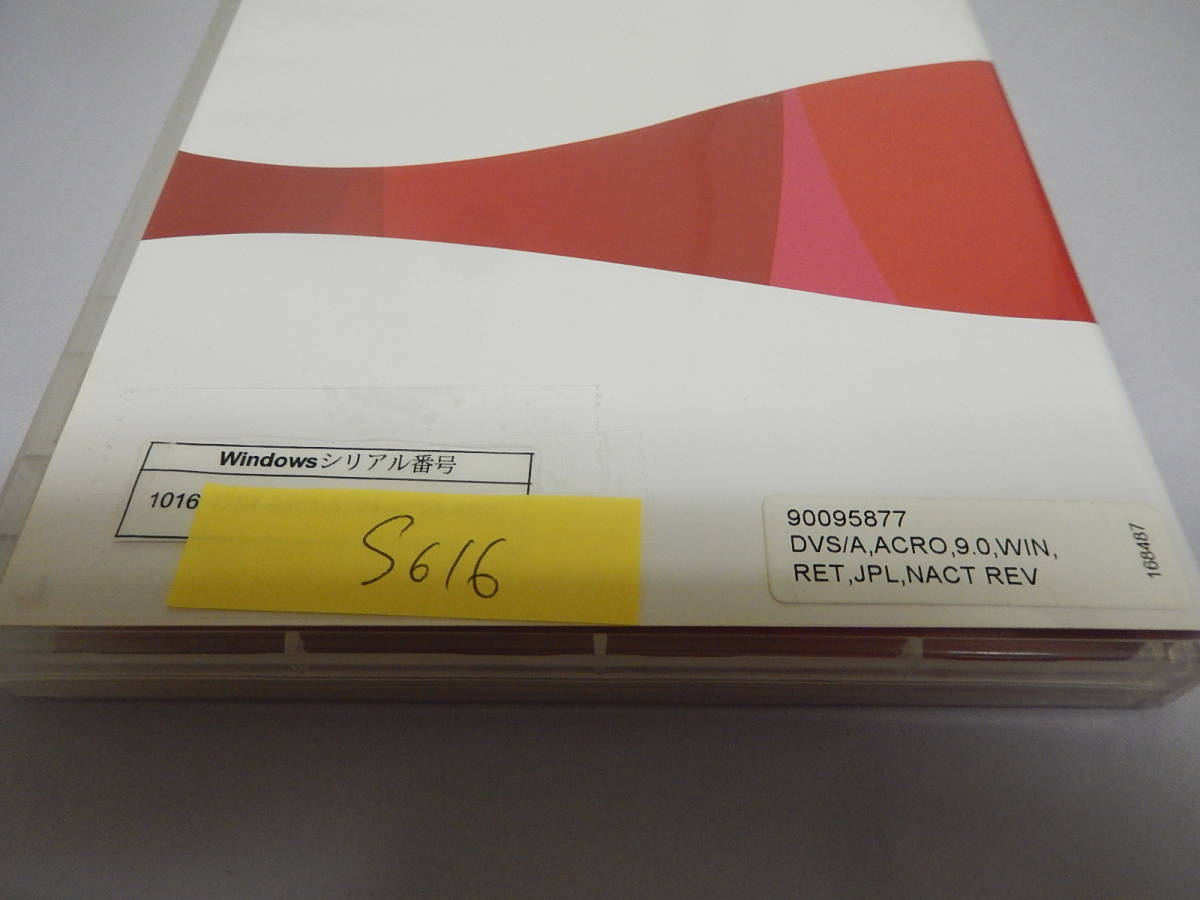 Windowsシリアル番号
1016
S616
90095877
DVS/A,ACRO,9.0,WIN,
RET,JPL,NACT REV
168487